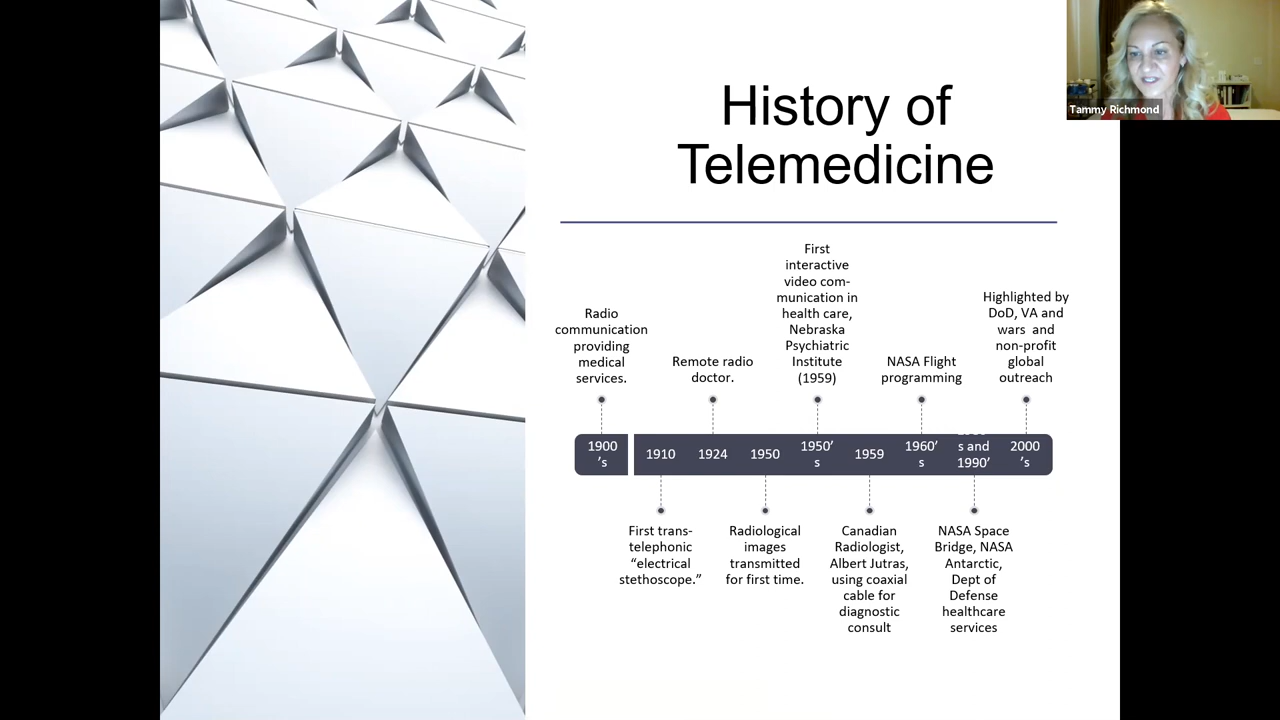 Tammy Richmond
History of
Telemedicine
Radio
communication
providing
medical
services.
Remote radio
doctor.
First
interactive
video com-
munication in
health care,
Nebraska
Psychiatric
Institute
(1959)
NASA Flight
programming
Highlighted by
DoD, VA and
wars and
non-profit
global
outreach
1900
's
1910
1924
1950
1950'
s
1959
1960'
s
s and
1990'
2000
's
First trans-
telephonic
“electrical
stethoscope.”
Radiological
images
transmitted
for first time.
Canadian
Radiologist,
Albert Jutras,
using coaxial
cable for
diagnostic
consult
NASA Space
Bridge, NASA
Antarctic,
Dept of
Defense
healthcare
services